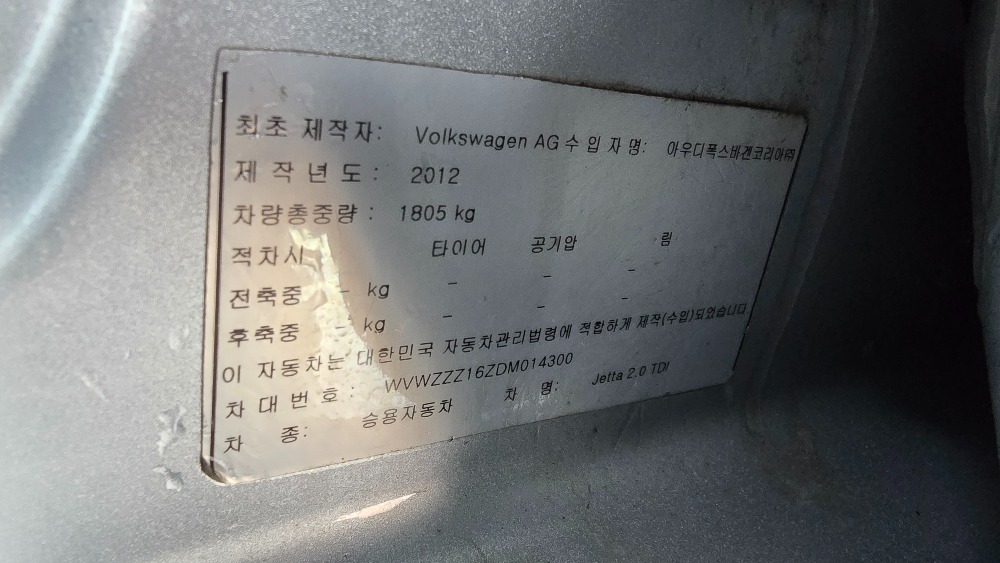 최초 제작자: Volkswagen AG 수 입 자 명: 아우디폭스바겐코리아㈜
제 작 년 도 : 2012
차량총중량 : 1805 kg
적차시 타이어 공기압 림
전축중 - kg - - -
후축중 - kg - - -
이 자동차는 대한민국 자동차관리법령에 적합하게 제작(수입)되었습니다
차 대 번 호 : WVWZZZ16ZDM014300
차 종: 승용자동차 차 명: Jetta 2.0 TDI